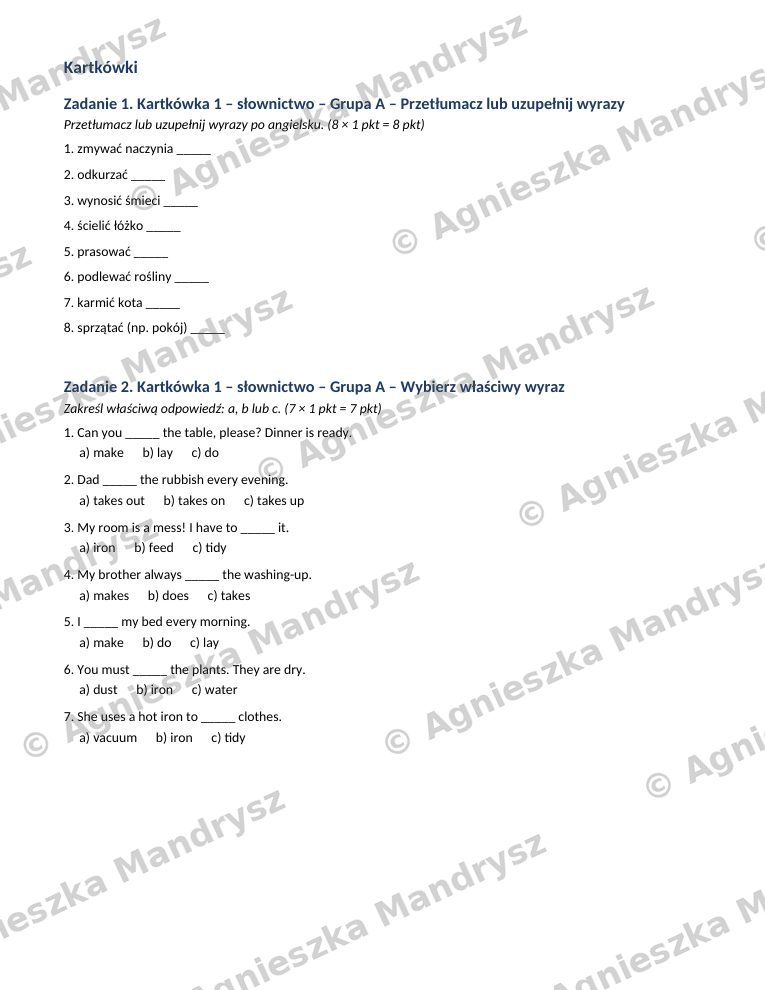 Kartkówki
Zadanie 1. Kartkówka 1 – słownictwo – Grupa A – Przetłumacz lub uzupełnij wyrazy
Przetłumacz lub uzupełnij wyrazy po angielsku. (8 × 1 pkt = 8 pkt)
1. zmywać naczynia _____
2. odkurzać _____
3. wynosić śmieci _____
4. ścielić łóżko _____
5. prasować _____
6. podlewać rośliny _____
7. karmić kota _____
8. sprzątać (np. pokój) _____
Zadanie 2. Kartkówka 1 – słownictwo – Grupa A – Wybierz właściwy wyraz
Zakreśl właściwą odpowiedź: a, b lub c. (7 × 1 pkt = 7 pkt)
1. Can you _____ the table, please? Dinner is ready.
a) make b) lay c) do
2. Dad _____ the rubbish every evening.
a) takes out b) takes on c) takes up
3. My room is a mess! I have to _____ it.
a) iron b) feed c) tidy
4. My brother always _____ the washing-up.
a) makes b) does c) takes
5. I _____ my bed every morning.
a) make b) do c) lay
6. You must _____ the plants. They are dry.
a) dust b) iron c) water
7. She uses a hot iron to _____ clothes.
a) vacuum b) iron c) tidy
© Agnieszka Mandrysz